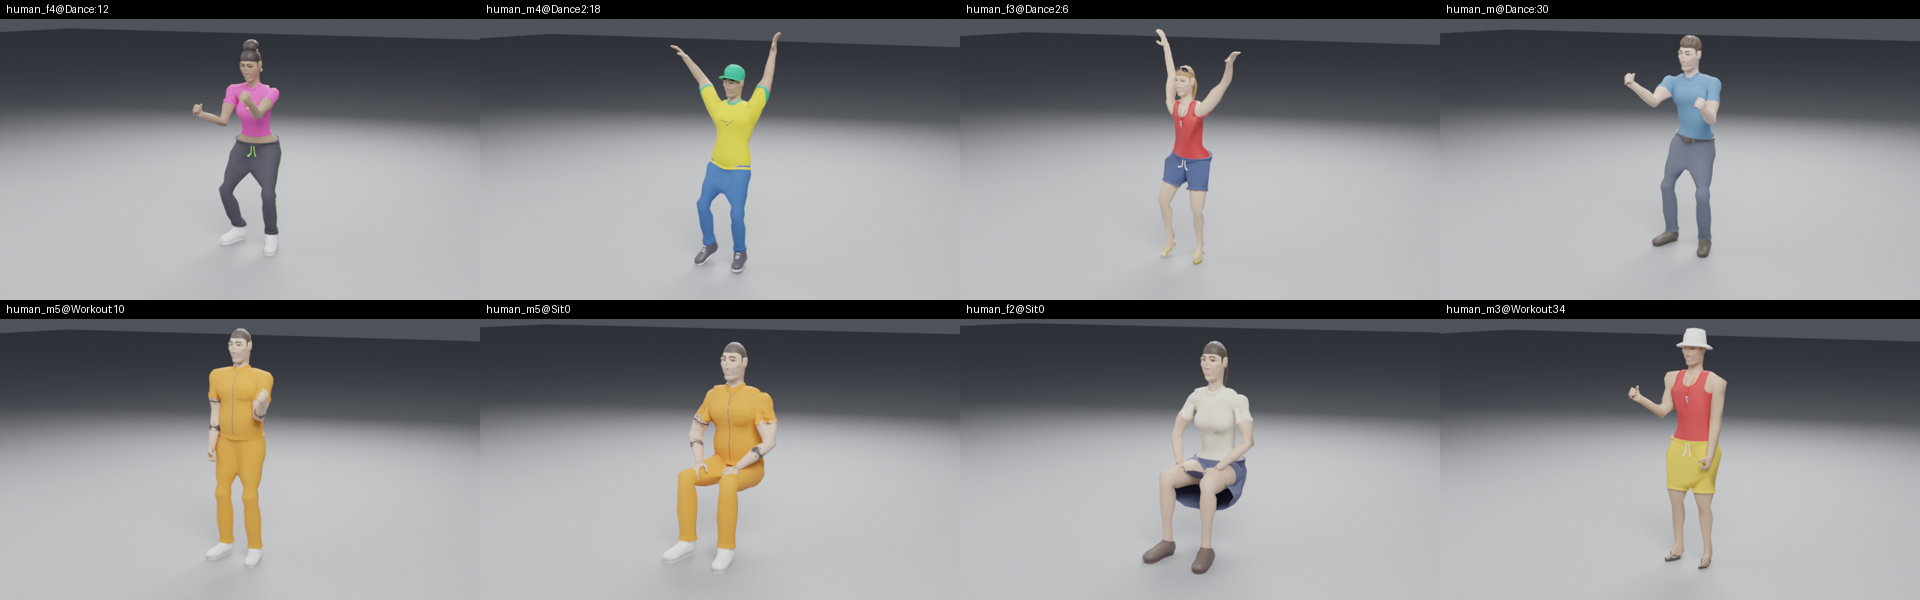 human_f4@Dance:12
human_m4@Dance2:18
human_f3@Dance2:6
human_m@Dance:30
human_m5@Workout:10
human_m5@Sit:0
human_f2@Sit:0
human_m3@Workout:34